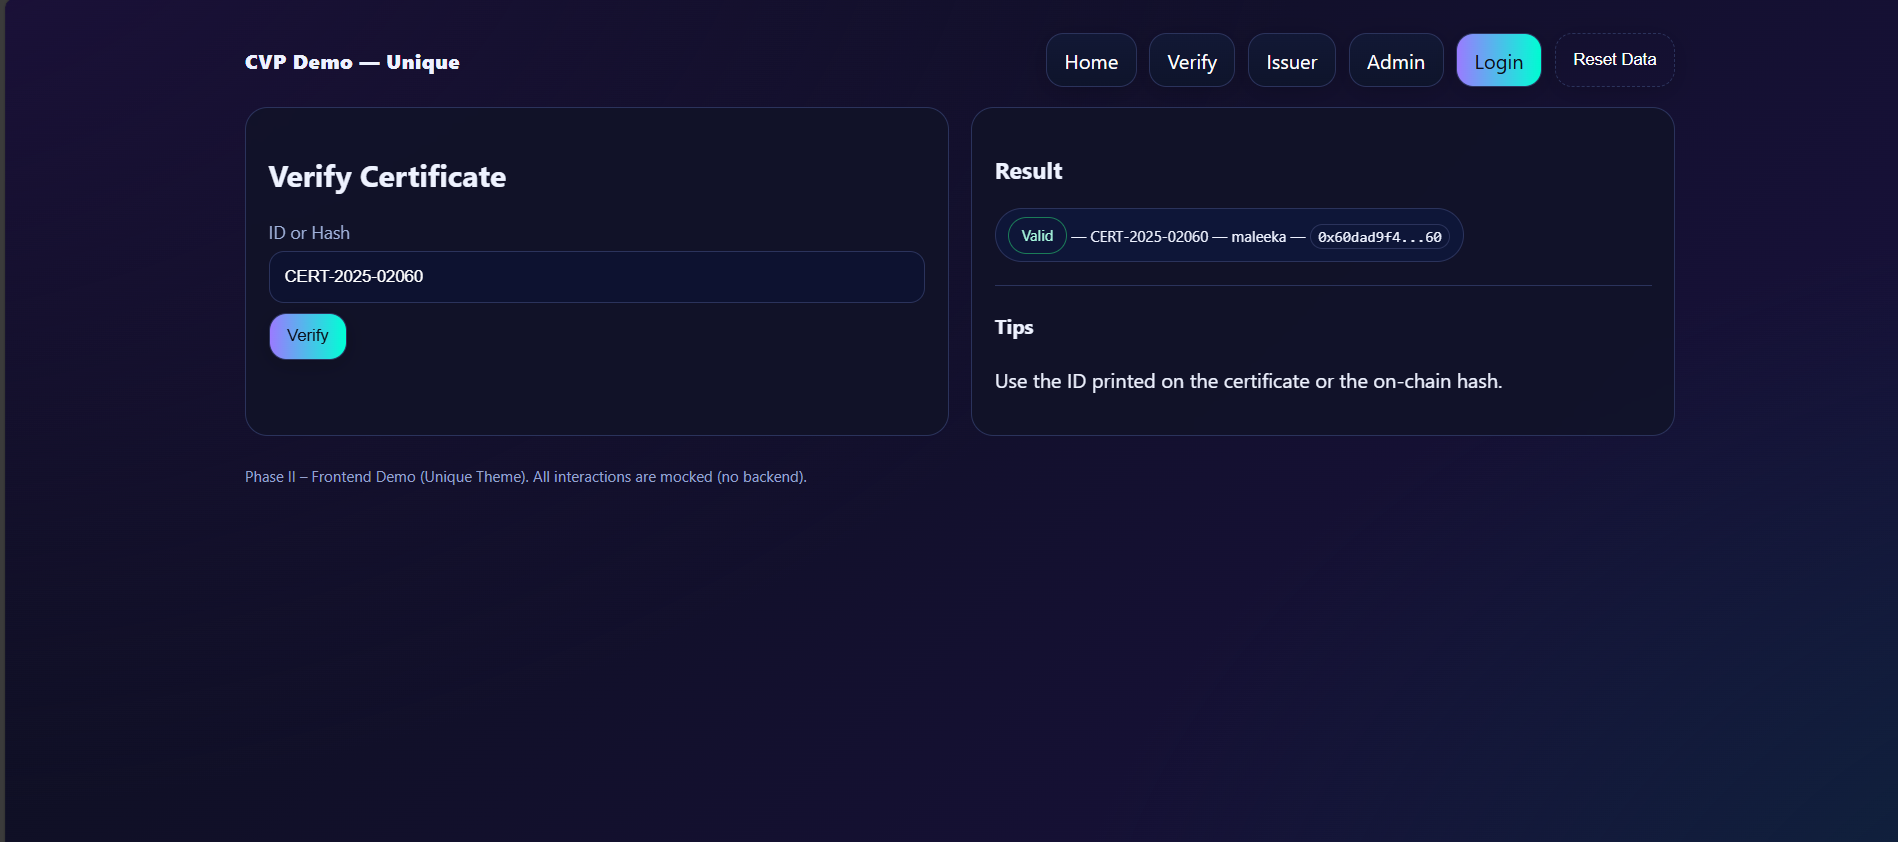 CVP Demo — Unique
Home
Verify
Issuer
Admin
Login
Reset Data
Verify Certificate
ID or Hash
CERT-2025-02060
Verify
Result
Valid — CERT-2025-02060 — maleeka — 0x60dad9f4...60
Tips
Use the ID printed on the certificate or the on-chain hash.
Phase II – Frontend Demo (Unique Theme). All interactions are mocked (no backend).